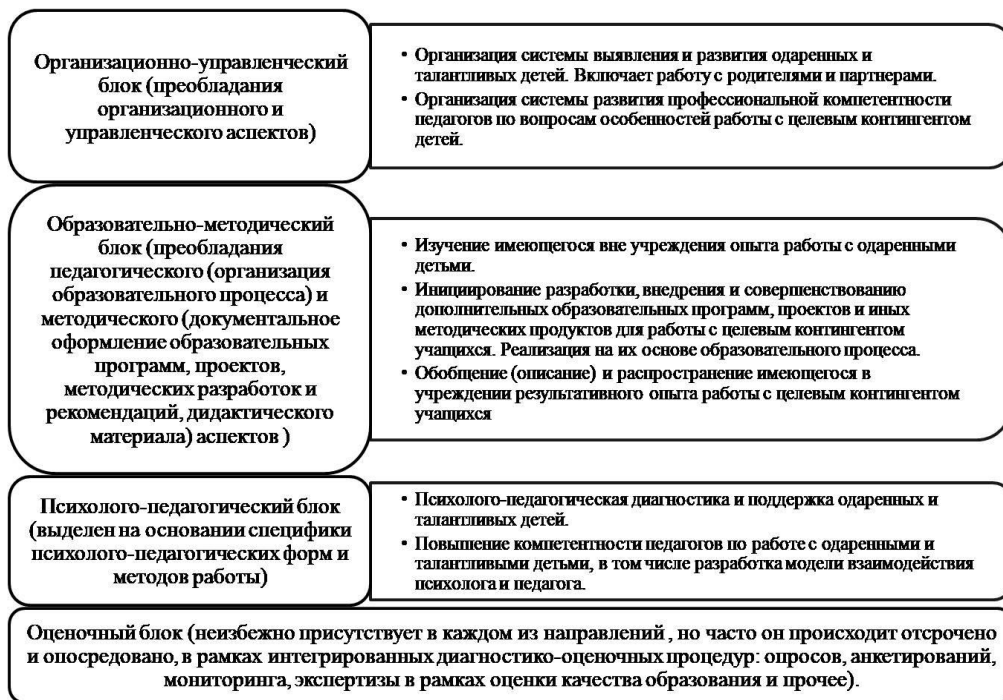 Организационно-управленческий
блок (преобладания
организационного и
управленческого аспектов)
• Организация системы выявления и развития одаренных и
талантливых детей. Включает работу с родителями и партнерами.
• Организация системы развития профессиональной компетентности
педагогов по вопросам особенностей работы с целевым контингентом
детей.
Образовательно-методический
блок (преобладания
педагогического (организация
образовательного процесса) и
методического (документальное
оформление образовательных
программ, проектов,
методических разработок и
рекомендаций, дидактического
материала) аспектов )
• Изучение имеющегося вне учреждения опыта работы с одаренными
детьми.
• Инициирование разработки, внедрения и совершенствованию
дополнительных образовательных программ, проектов и иных
методических продуктов для работы с целевым контингентом
учащихся. Реализация на их основе образовательного процесса.
• Обобщение (описание) и распространение имеющегося в
учреждении результативного опыта работы с целевым контингентом
учащихся
Психолого-педагогический блок
(выделен на основании специфики
психолого-педагогических форм и
методов работы)
• Психолого-педагогическая диагностика и поддержка одаренных и
талантливых детей.
• Повышение компетентности педагогов по работе с одаренными и
талантливыми детьми, в том числе разработка модели взаимодействия
психолога и педагога.
Оценочный блок (неизбежно присутствует в каждом из направлений , но часто он происходит отсрочено
и опосредовано, в рамках интегрированных диагностико-оценочных процедур: опросов, анкетирований,
мониторинга, экспертизы в рамках оценки качества образования и прочее).